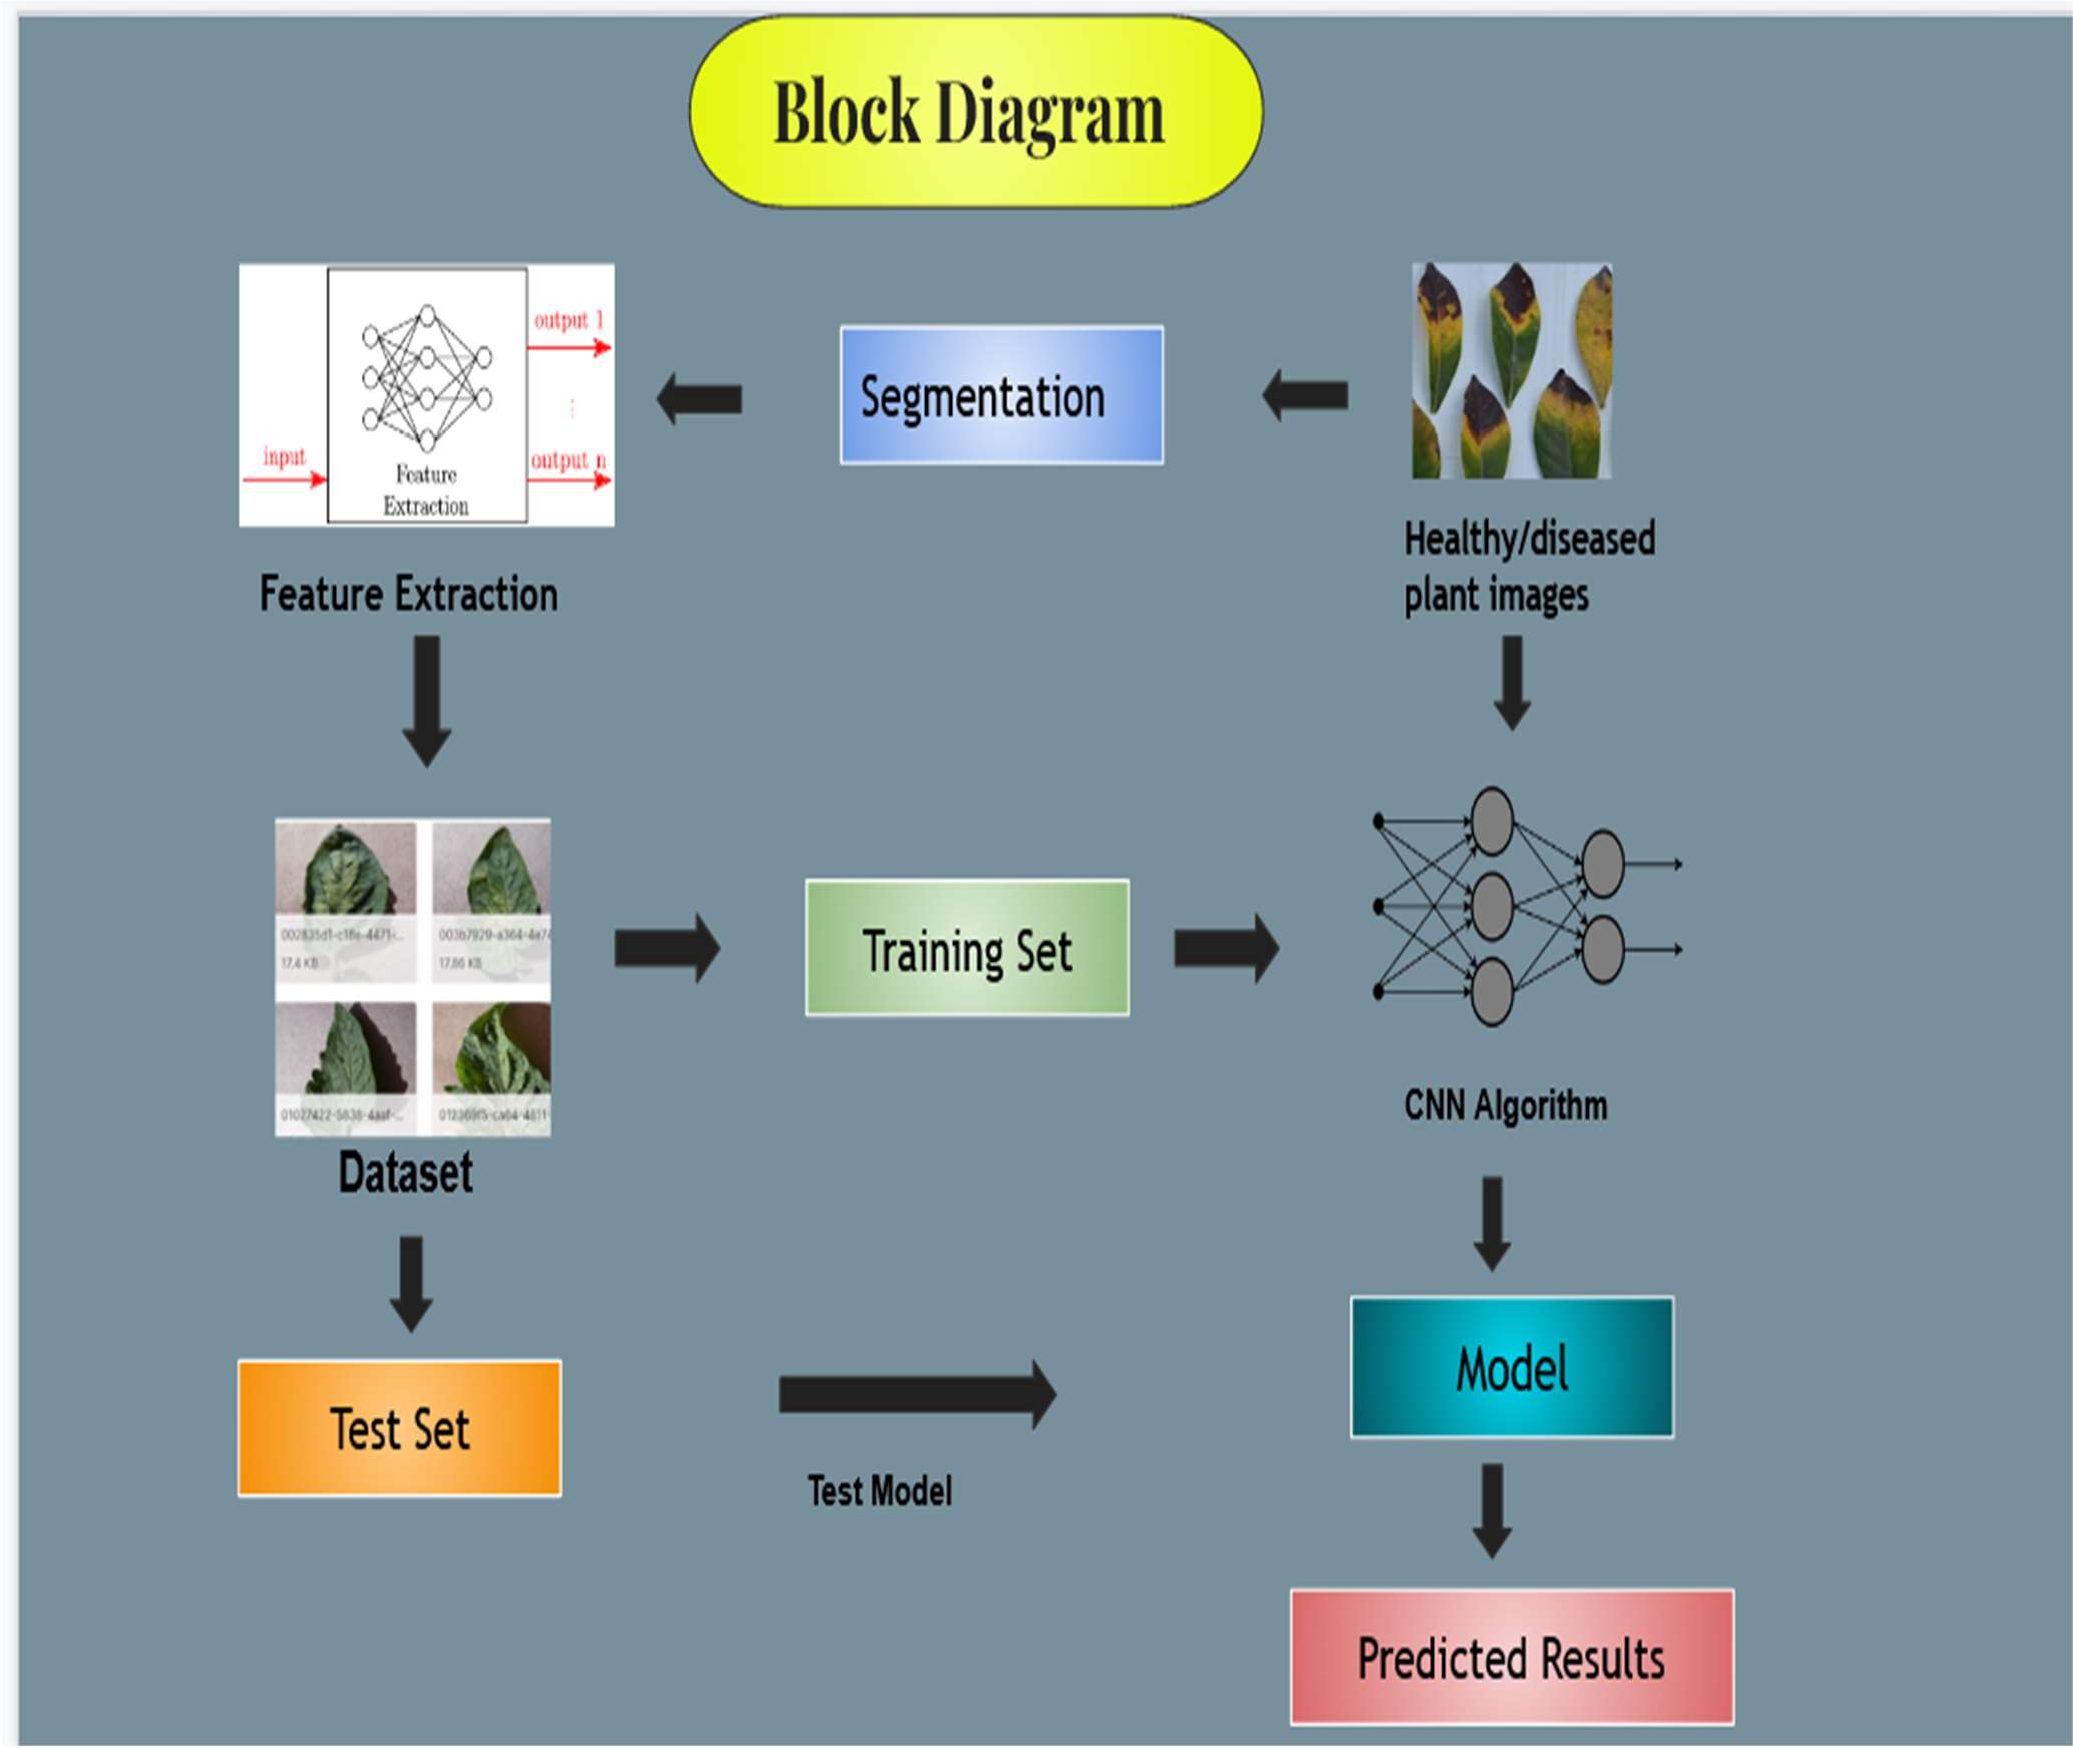 Block Diagram
output 1
input
output n
Feature
Extraction
Segmentation
Healthy/diseased
plant images
Feature Extraction
17.4 KB
17.86 KB
Training Set
CNN Algorithm
Dataset
Model
Test Set
Test Model
Predicted Results